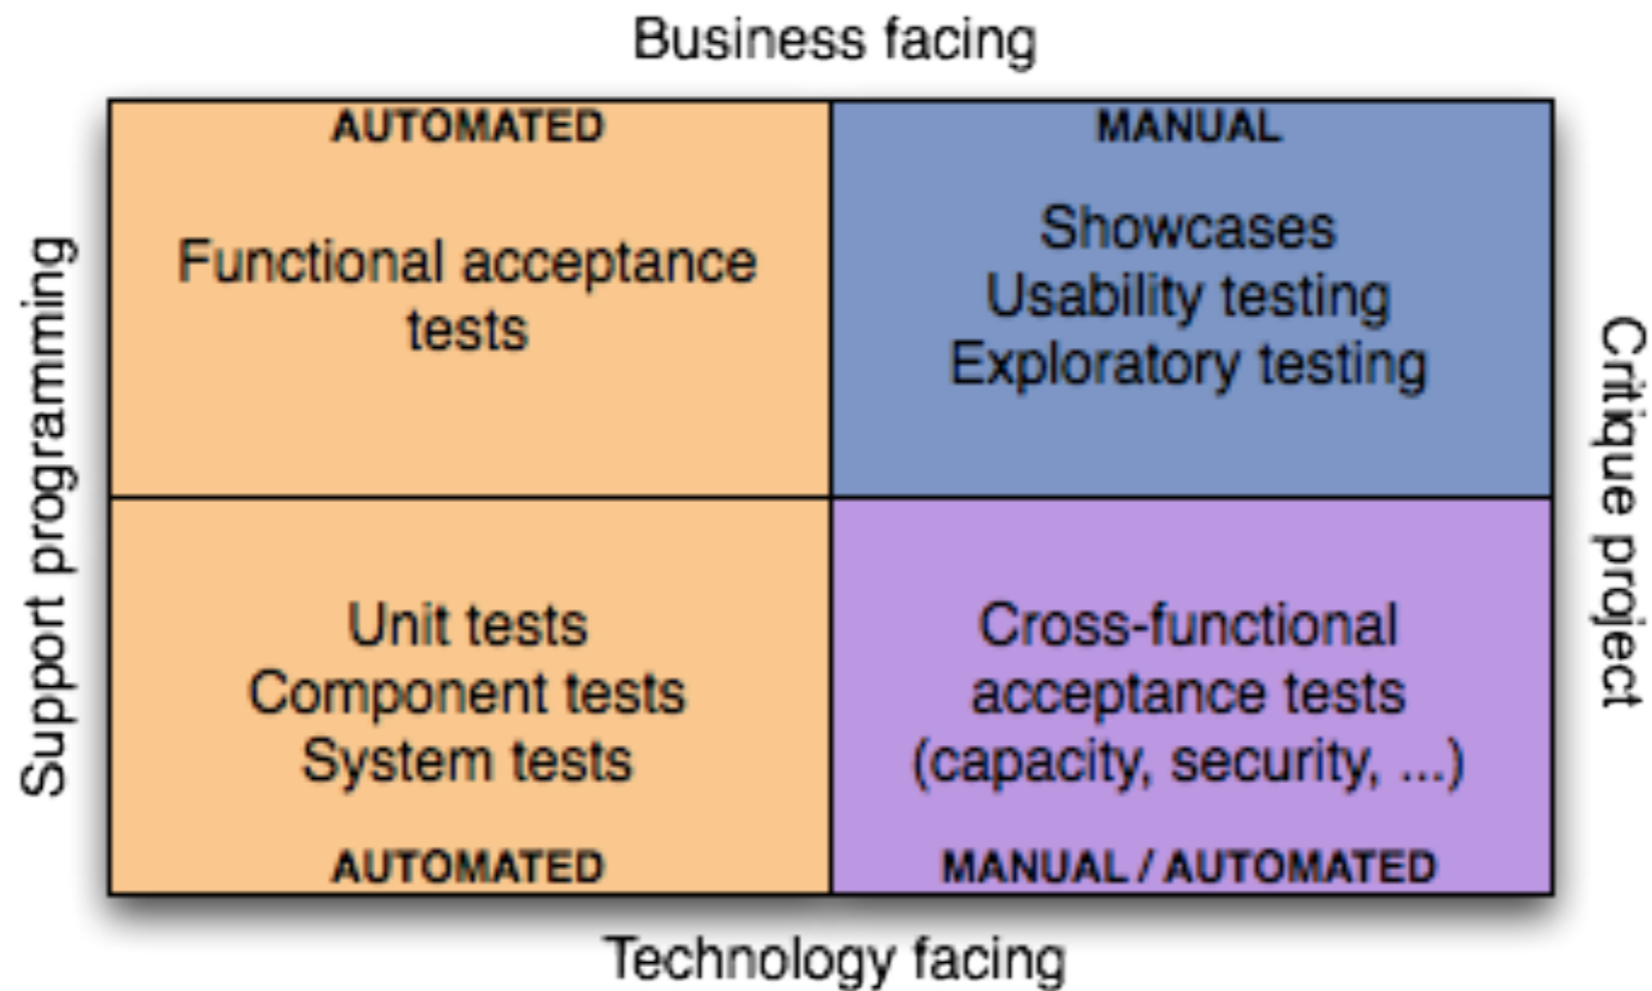 Business facing
AUTOMATED
Functional acceptance
tests
MANUAL
Showcases
Usability testing
Exploratory testing
Support programming
Critique project
Unit tests
Component tests
System tests
AUTOMATED
Cross-functional
acceptance tests
(capacity, security, ...)
MANUAL / AUTOMATED
Technology facing